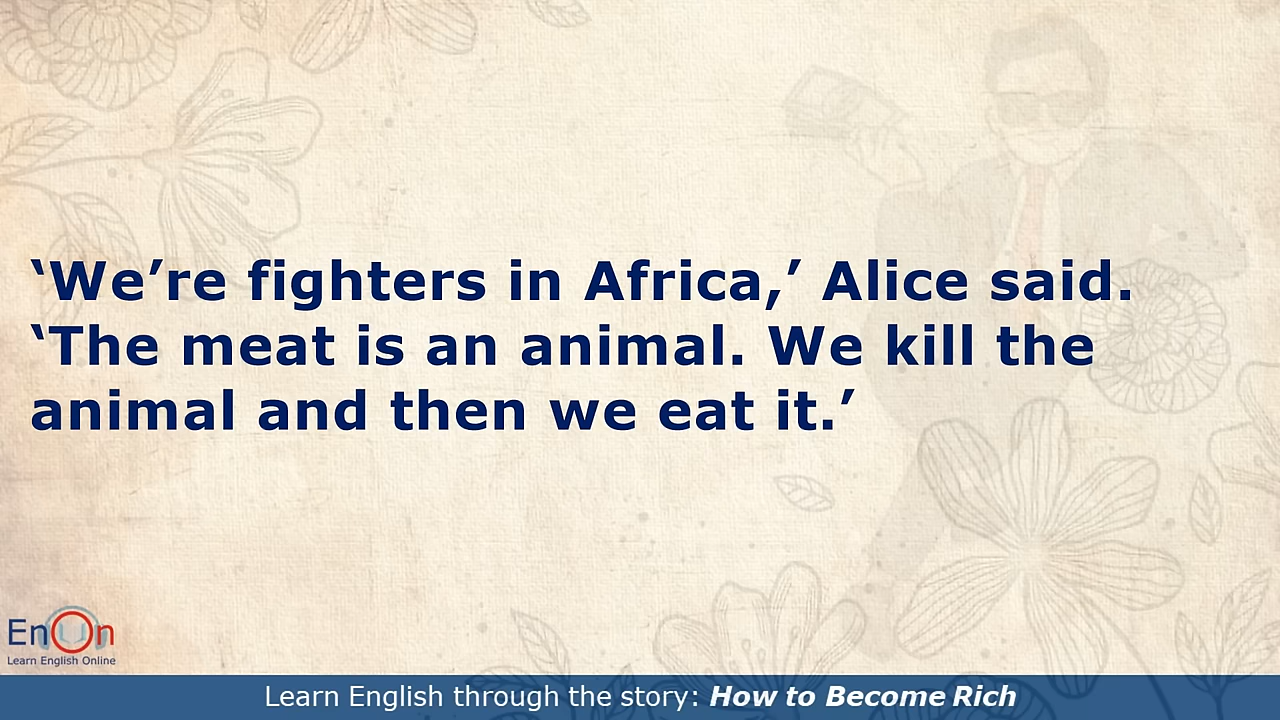 ‘We’re fighters in Africa,’ Alice said.
‘The meat is an animal. We kill the
animal and then we eat it.’
EnOn
Learn English Online
Learn English through the story: How to Become Rich